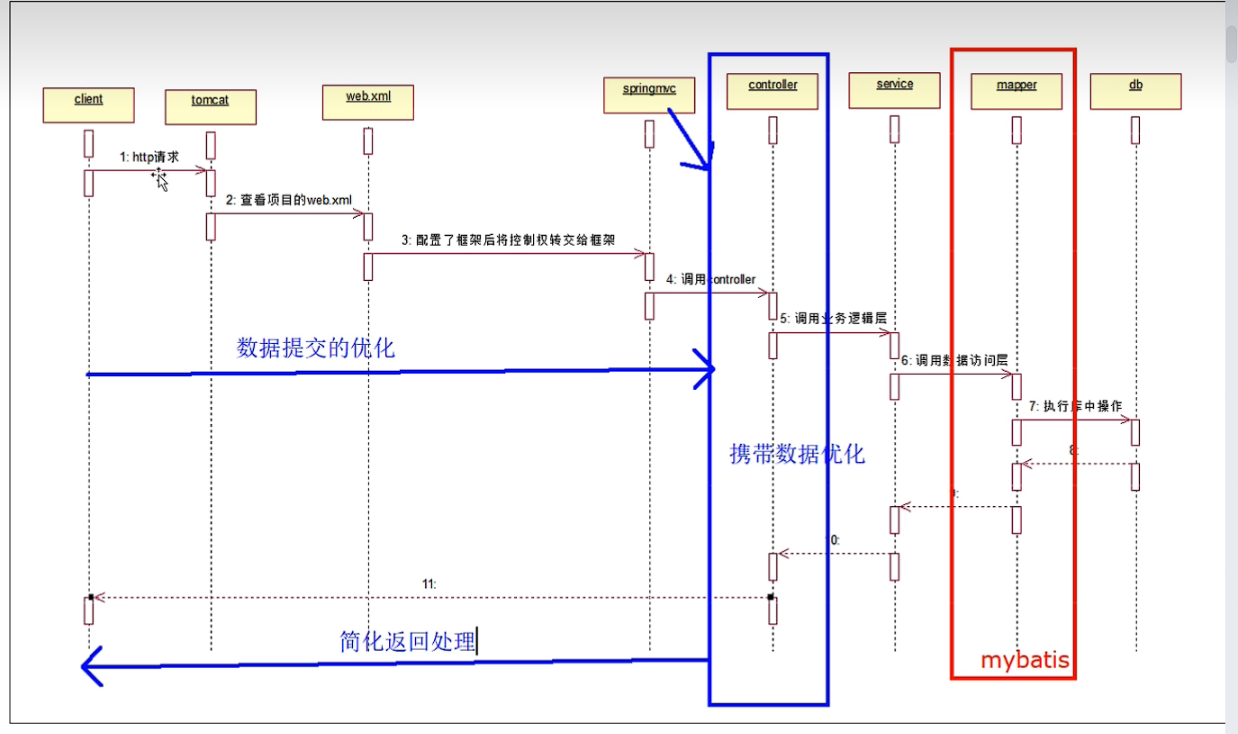 client
tomcat
web.xml
springmvc
controller
service
mapper
db
1: http请求
2: 查看项目的web.xml
3: 配置了框架后将控制权转交给框架
4: 调用controller
5: 调用业务逻辑层
6: 调用数据访问层
数据提交的优化
7: 执行库中操作
携带数据优化
8:
0:
11:
简化返回处理
mybatis